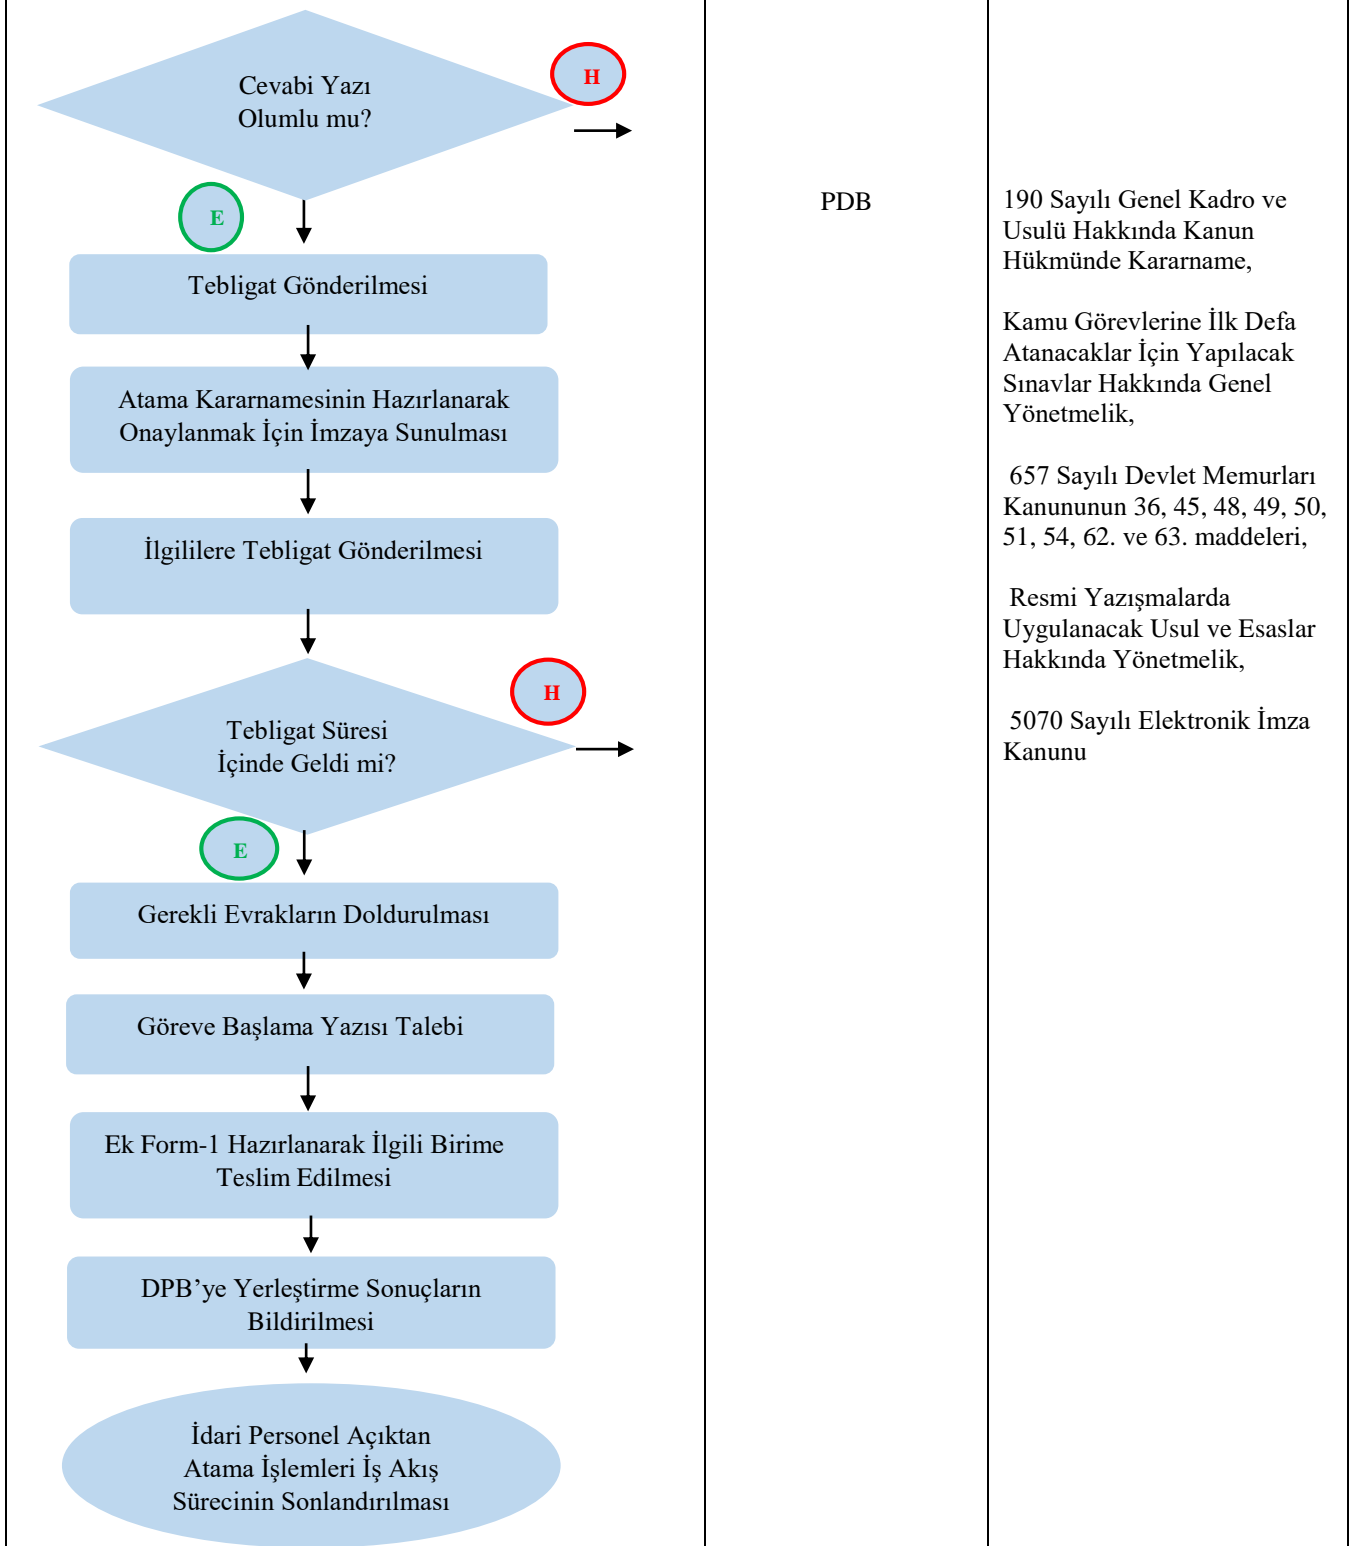 Cevabi Yazı
Olumlu mu?
H
E
Tebligat Gönderilmesi
Atama Kararnamesinin Hazırlanarak
Onaylanmak İçin İmzaya Sunulması
İlgililere Tebligat Gönderilmesi
Tebligat Süresi
İçinde Geldi mi?
H
E
Gerekli Evrakların Doldurulması
Göreve Başlama Yazısı Talebi
Ek Form-1 Hazırlanarak İlgili Birime
Teslim Edilmesi
DPB’ye Yerleştirme Sonuçların
Bildirilmesi
İdari Personel Açıktan
Atama İşlemleri İş Akış
Sürecinin Sonlandırılması
PDB
190 Sayılı Genel Kadro ve
Usulü Hakkında Kanun
Hükmünde Kararname,
Kamu Görevlerine İlk Defa
Atanacaklar İçin Yapılacak
Sınavlar Hakkında Genel
Yönetmelik,
657 Sayılı Devlet Memurları
Kanununun 36, 45, 48, 49, 50,
51, 54, 62. ve 63. maddeleri,
Resmi Yazışmalarda
Uygulanacak Usul ve Esaslar
Hakkında Yönetmelik,
5070 Sayılı Elektronik İmza
Kanunu